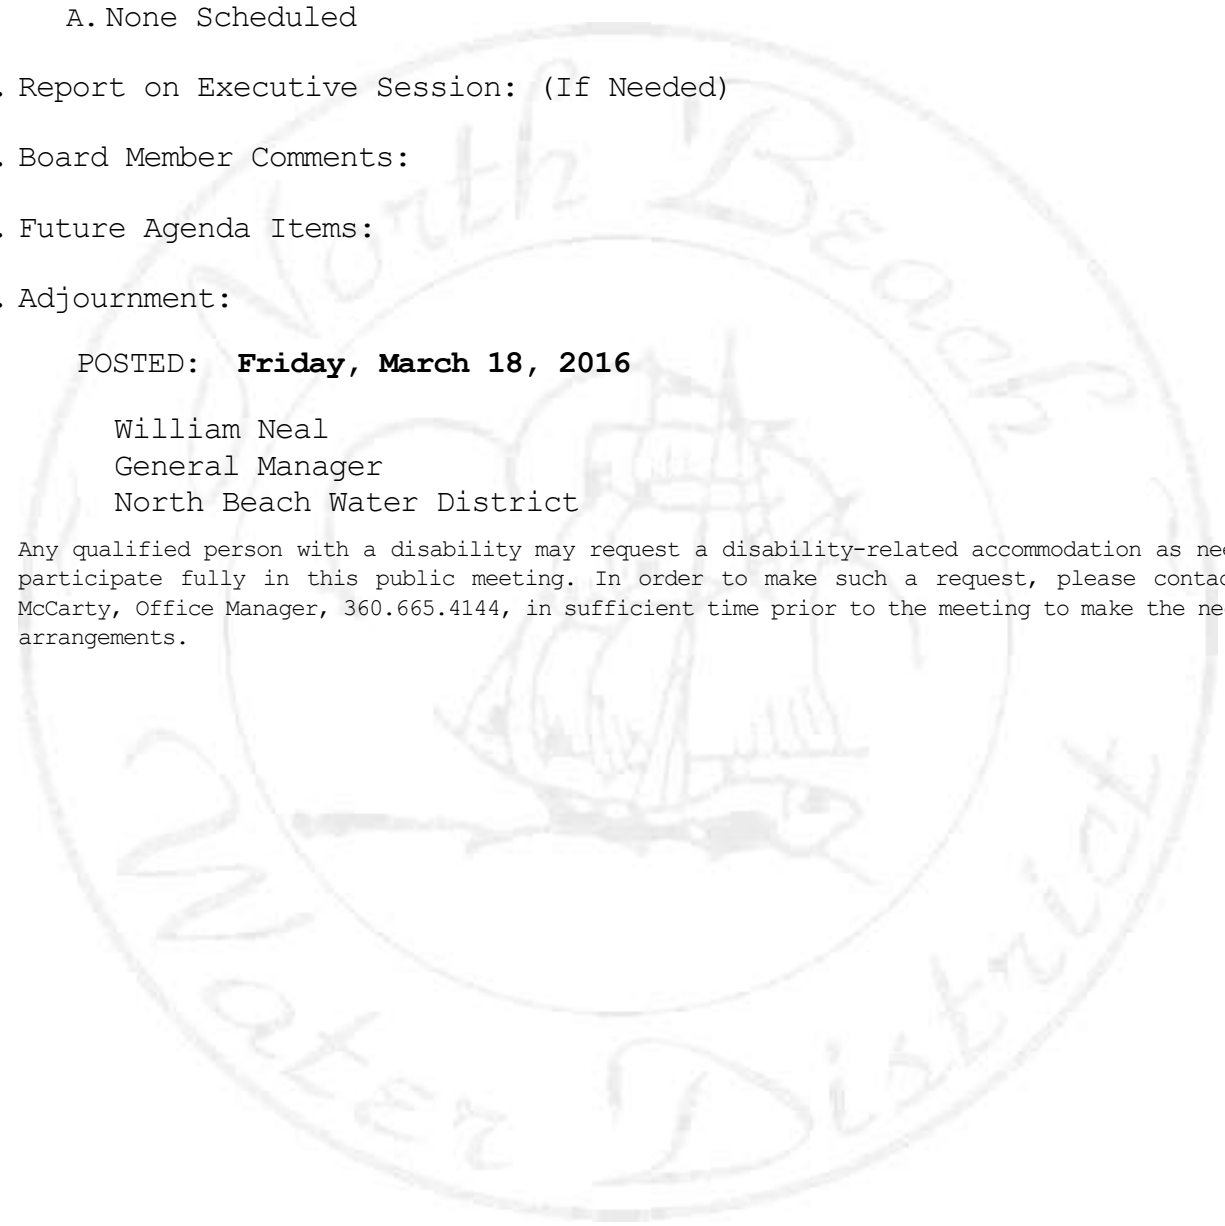 A. None Scheduled
. Report on Executive Session: (If Needed)
. Board Member Comments:
. Future Agenda Items:
. Adjournment:
POSTED: Friday, March 18, 2016
William Neal
General Manager
North Beach Water District
Any qualified person with a disability may request a disability-related accommodation as
participate fully in this public meeting. In order to make such a request, please
McCarty, Office Manager, 360.665.4144, in sufficient time prior to the meeting to make the
arrangements.
North Beach
Water District